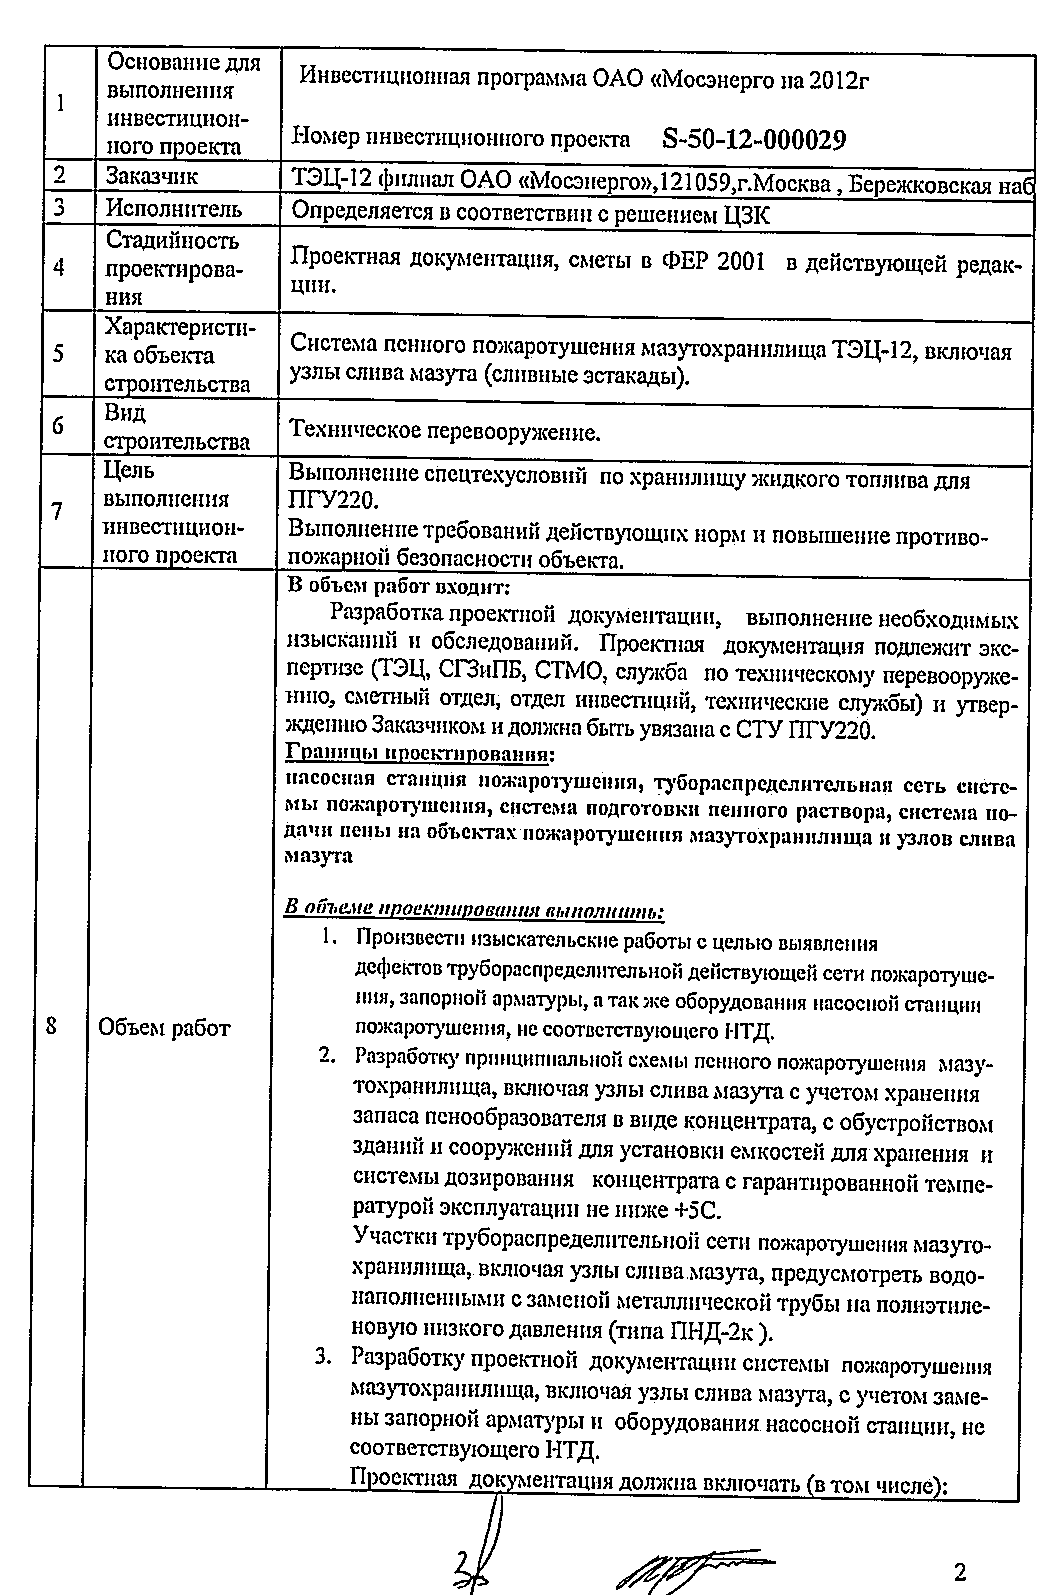 1
Основание для
выполнения
инвестицион-
ного проекта
Инвестиционная программа ОАО «Мосэнерго на 2012г
Номер инвестиционного проекта S-50-12-000029
2
Заказчик
ТЭЦ-12 филиал ОАО «Мосэнерго»,121059,г.Москва , Бережковская наб
3
Исполнитель
Определяется в соответствии с решением ЦЗК
4
Стадийность
проектирова-
ния
Проектная документация, сметы в ФЕР 2001 в действующей редак-
ции.
5
Характеристи-
ка объекта
строительства
Система пенного пожаротушения мазутохранилища ТЭЦ-12, включая
узлы слива мазута (сливные эстакады).
6
Вид
строительства
Техническое перевооружение.
7
Цель
выполнения
инвестицион-
ного проекта
Выполнение спецтехусловий по хранилищу жидкого топлива для
ПГУ220.
Выполнение требований действующих норм и повышение противо-
пожарной безопасности объекта.
8
Объем работ
В объем работ входит:
Разработка проектной документации, выполнение необходимых
изысканий и обследований. Проектная документация подлежит экс-
пертизе (ТЭЦ, СГЗиПБ, СТМО, служба по техническому перевооруже-
нию, сметный отдел, отдел инвестиций, технические службы) и утвер-
ждению Заказчиком и должна быть увязана с СТУ ПГУ220.
Границы проектирования:
насосная станция пожаротушения, тубораспределительная сеть систе-
мы пожаротушения, система подготовки пенного раствора, система по-
дачи пены на объектах пожаротушения мазутохранилища и узлов слива
мазута
В объеме проектирования выполнить:
1. Произвести изыскательские работы с целью выявления
дефектов трубораспределительной действующей сети пожаротуше-
ния, запорной арматуры, а так же оборудования насосной станции
пожаротушения, не соответствующего НТД.
2. Разработку принципиальной схемы пенного пожаротушения мазу-
тохранилища, включая узлы слива мазута с учетом хранения
запаса пенообразователя в виде концентрата, с обустройством
зданий и сооружений для установки емкостей для хранения и
системы дозирования концентрата с гарантированной темпе-
ратурой эксплуатации не ниже +5С.
Участки трубораспределительной сети пожаротушения мазуто-
хранилища, включая узлы слива мазута, предусмотреть водо-
наполненными с заменой металлической трубы на полиэтиле-
новую низкого давления (типа ПНД-2к ).
3. Разработку проектной документации системы пожаротушения
мазутохранилища, включая узлы слива мазута, с учетом заме-
ны запорной арматуры и оборудования насосной станции, не
соответствующего НТД.
Проектная документация должна включать (в том числе):
2